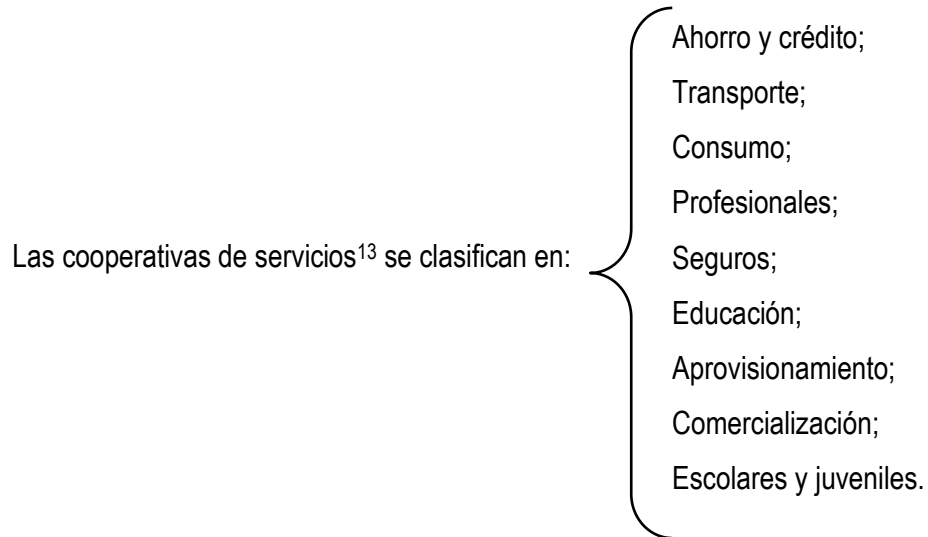 Las cooperativas de servicios¹³ se clasifican en:
Ahorro y crédito;
Transporte;
Consumo;
Profesionales;
Seguros;
Educación;
Aprovisionamiento;
Comercialización;
Escolares y juveniles.